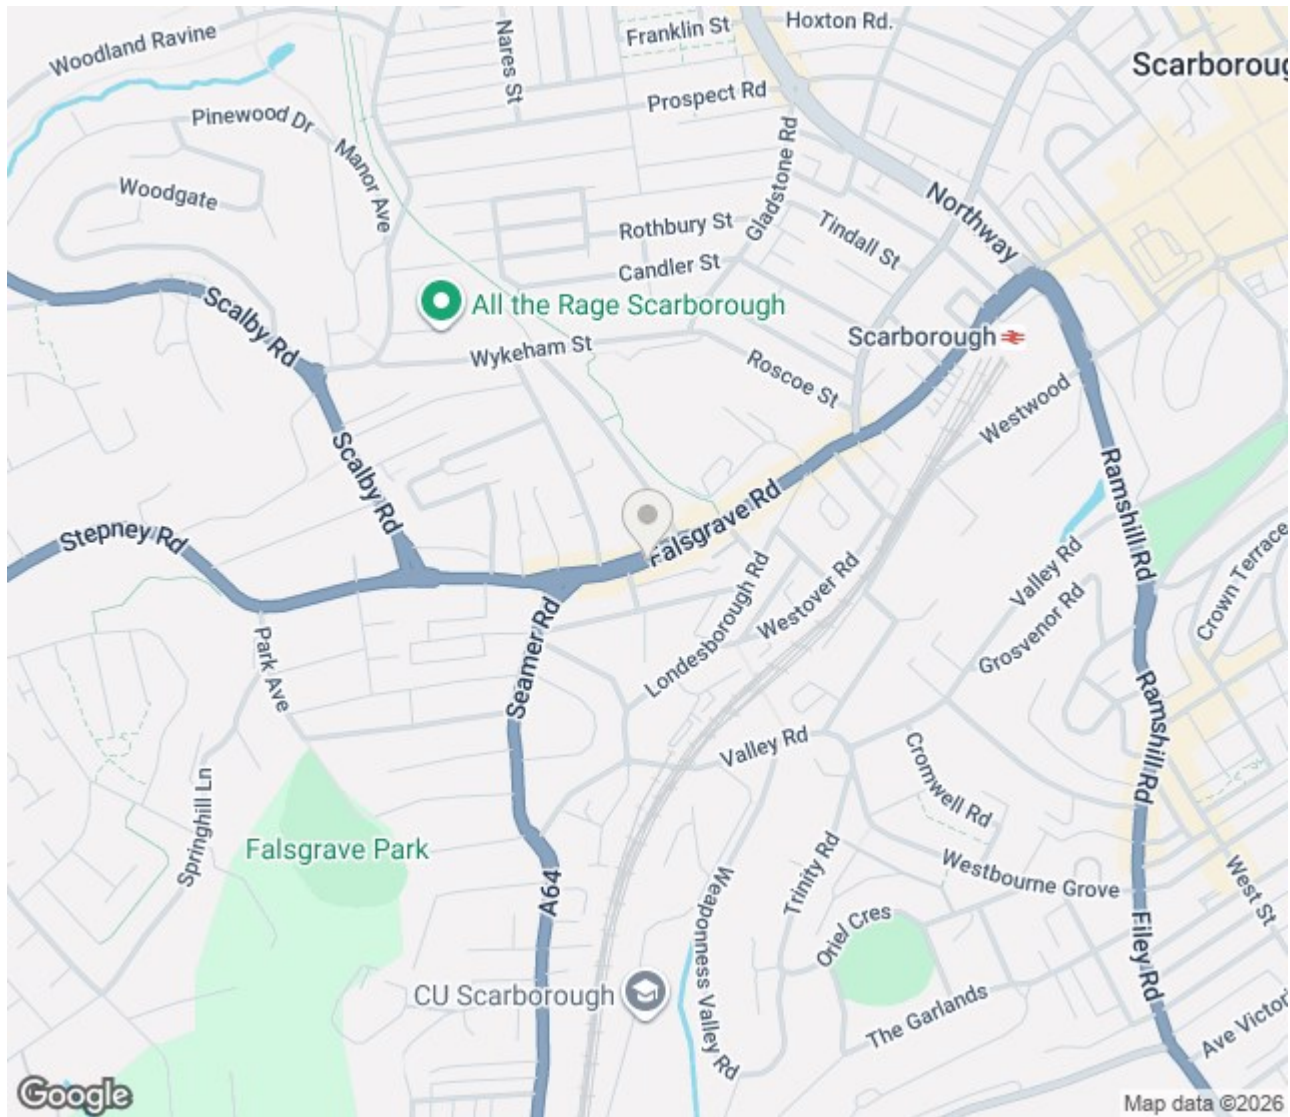 Woodland Ravine
Nares St
Franklin St
Hoxton Rd.
Scarboroug
Prospect Rd
Pinewood Dr
Manor Ave
Gladstone Rd
Woodgate
Northway
Rothbury St
Tindall St
Candler St
Scalby Rd
All the Rage Scarborough
Scarborough
Wykeham St
Roscoe St
Westwood
Scalby Rd
Ramshill Rd
Stepney Rd
Falsgrave Rd
Valley Rd
Crown Terrace
Londesborough Rd
Westover Rd
Grosvenor Rd
Park Ave
Seamer Rd
Ramshill Rd
Valley Rd
Cromwell Rd
Springhill Ln
Falsgrave Park
A64
Weaponness Valley Rd
Trinity Rd
Westbourne Grove
West St
Oriel Cres
Filey Rd
CU Scarborough
The Garlands
Ave Victori
Google
Map data ©2026